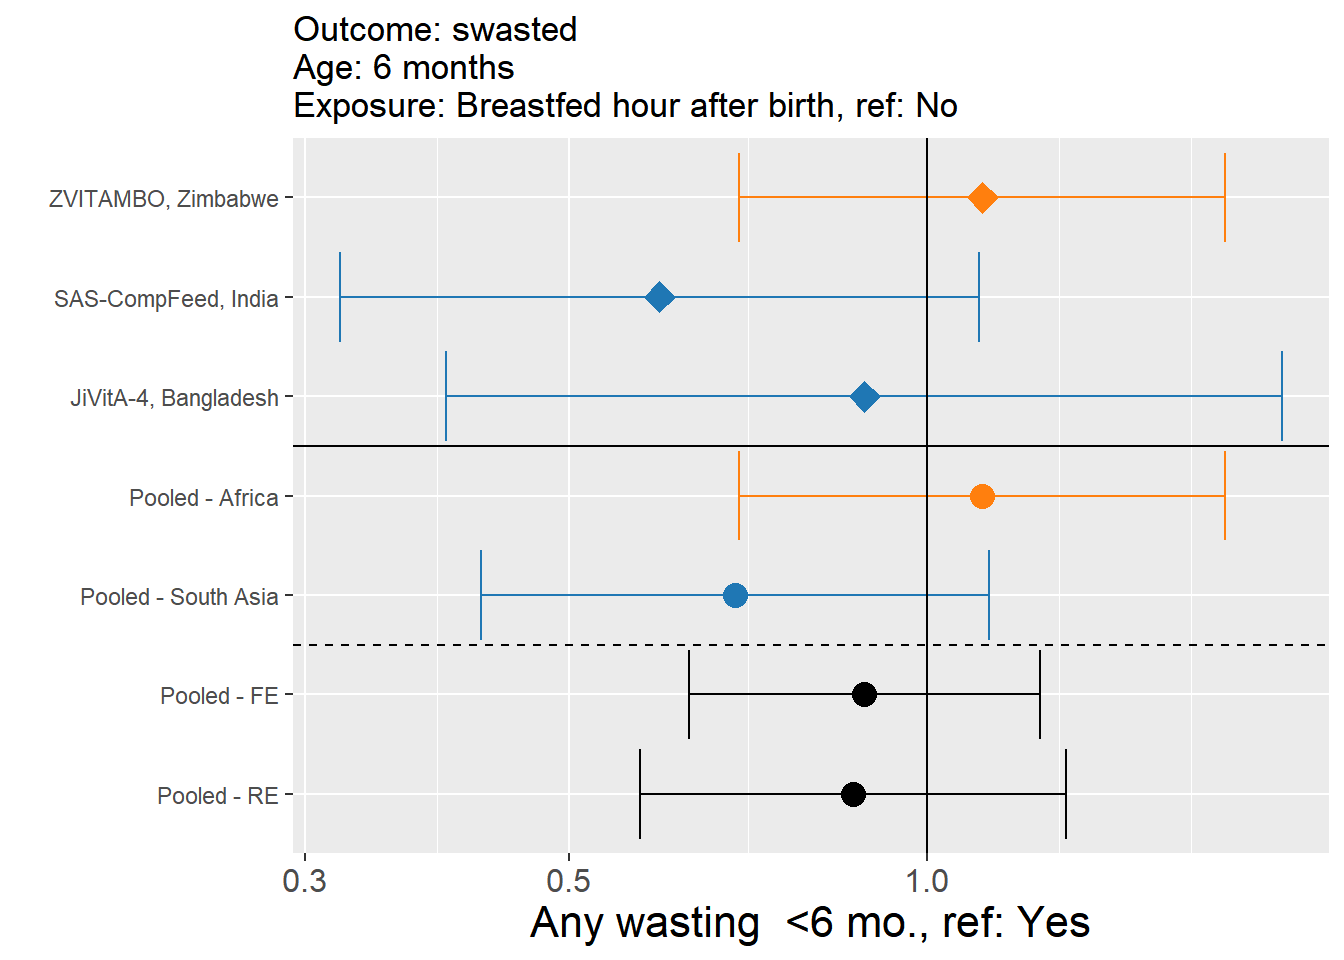 Outcome: swasted
Age: 6 months
Exposure: Breastfed hour after birth, ref: No
ZVITAMBO, Zimbabwe
SAS-CompFeed, India
JiVitA-4, Bangladesh
Pooled - Africa
Pooled - South Asia
Pooled - FE
Pooled - RE
0.3 0.5 1.0
Any wasting  <6 mo., ref: Yes